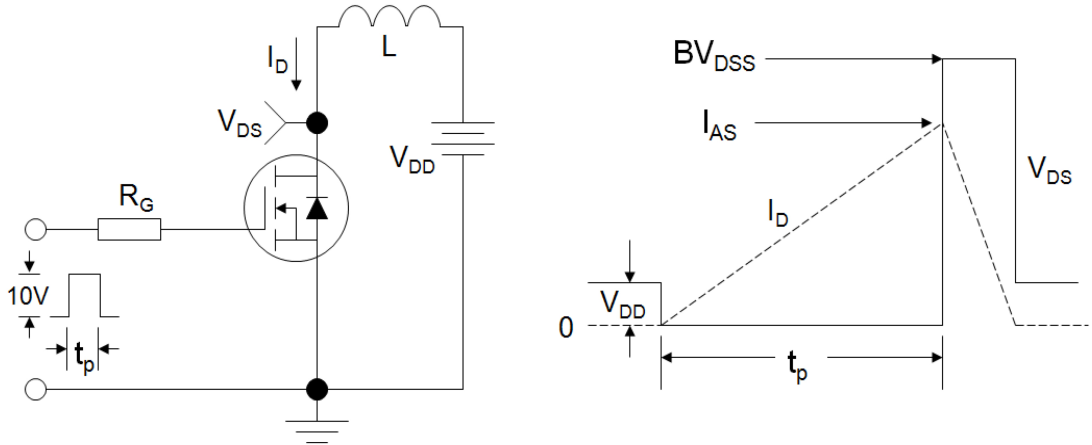 L
I_D
V_DS
V_DD
R_G
10V
t_p
BV_DSS
I_AS
V_DS
I_D
V_DD
0
t_p